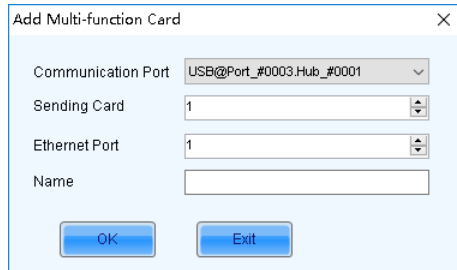 Add Multi-function Card
Communication Port USB@Port_#0003.Hub_#0001
Sending Card 1
Ethernet Port 1
Name
OK Exit